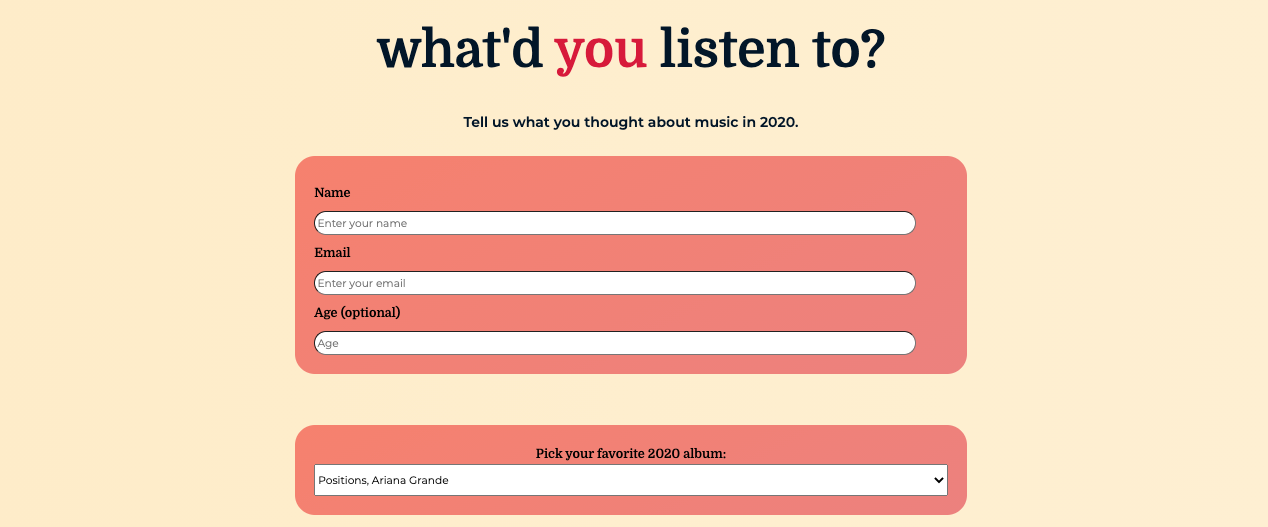 what'd you listen to?
Tell us what you thought about music in 2020.
Name
Enter your name
Email
Enter your email
Age (optional)
Age
Pick your favorite 2020 album:
Positions, Ariana Grande